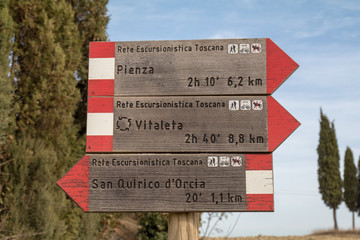 Rete Escursionistica Toscana
Pienza
2h 10' 6,2 km
Rete Escursionistica Toscana
Vitaleta
2h 40' 8,8 km
Rete Escursionistica Toscana
San Quirico d'Orcia
20' 1,1 km